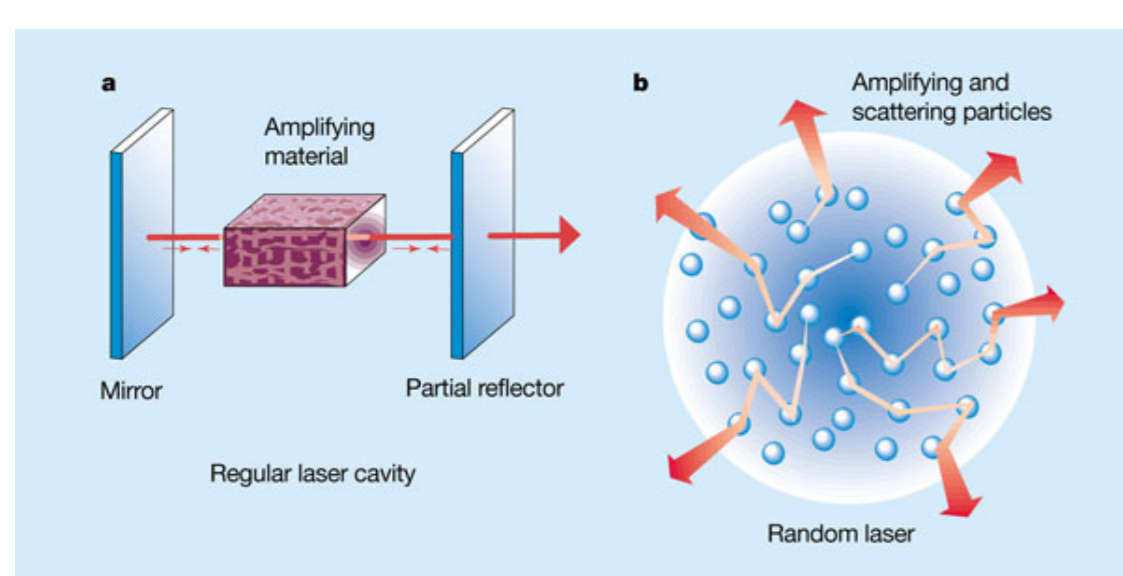 a
Amplifying
material
Mirror
Partial reflector
Regular laser cavity
b
Amplifying and
scattering particles
Random laser